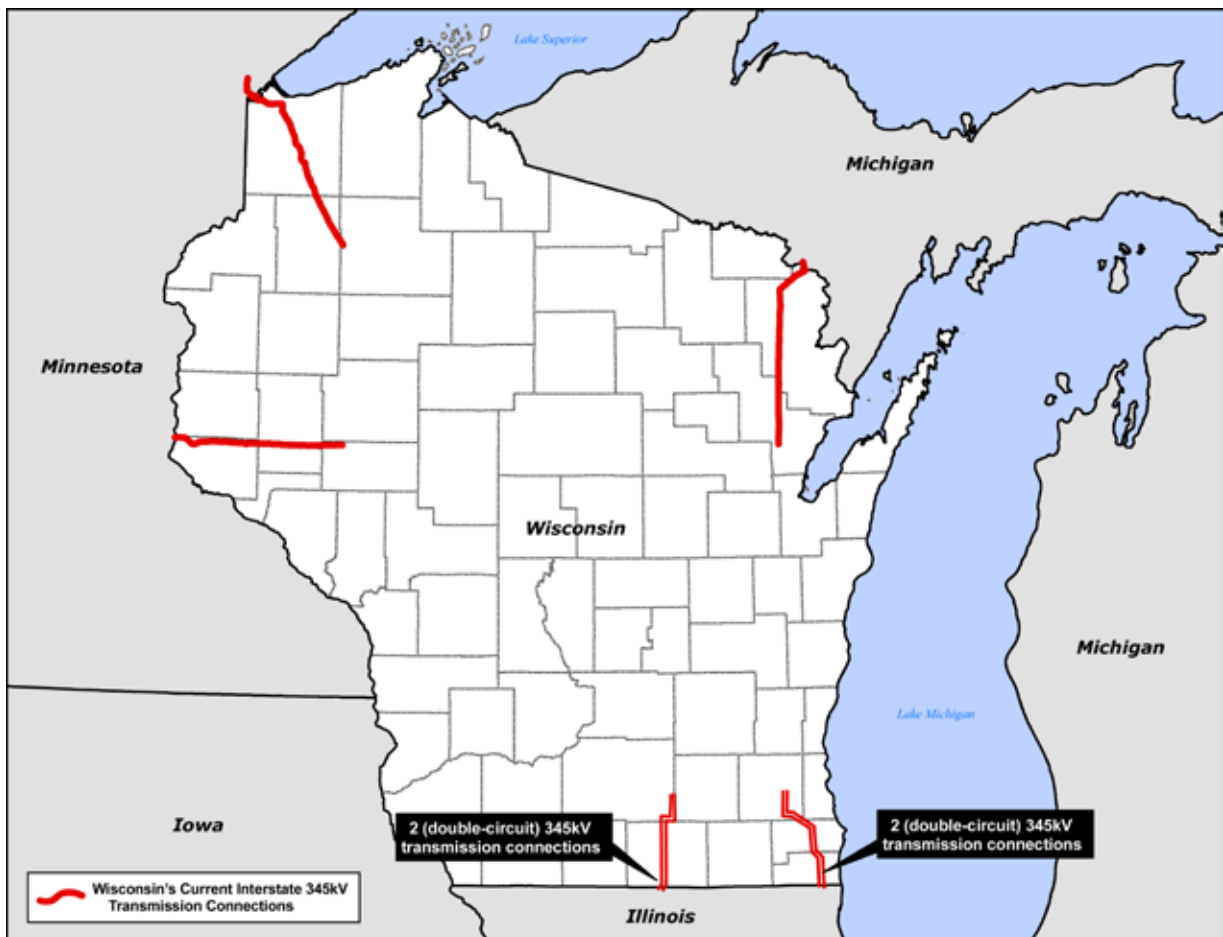 Lake Superior
Michigan
Minnesota
Wisconsin
Michigan
Lake Michigan
Iowa
2 (double-circuit) 345kV
transmission connections
2 (double-circuit) 345kV
transmission connections
Wisconsin's Current Interstate 345kV
Transmission Connections
Illinois